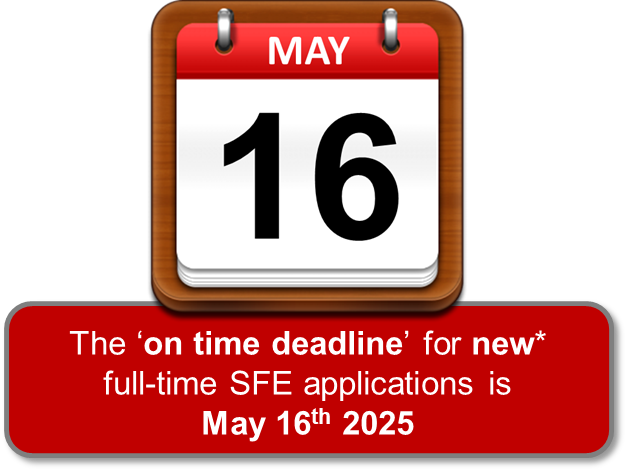 MAY
16
The ‘on time deadline’ for new*
full-time SFE applications is
May 16th 2025